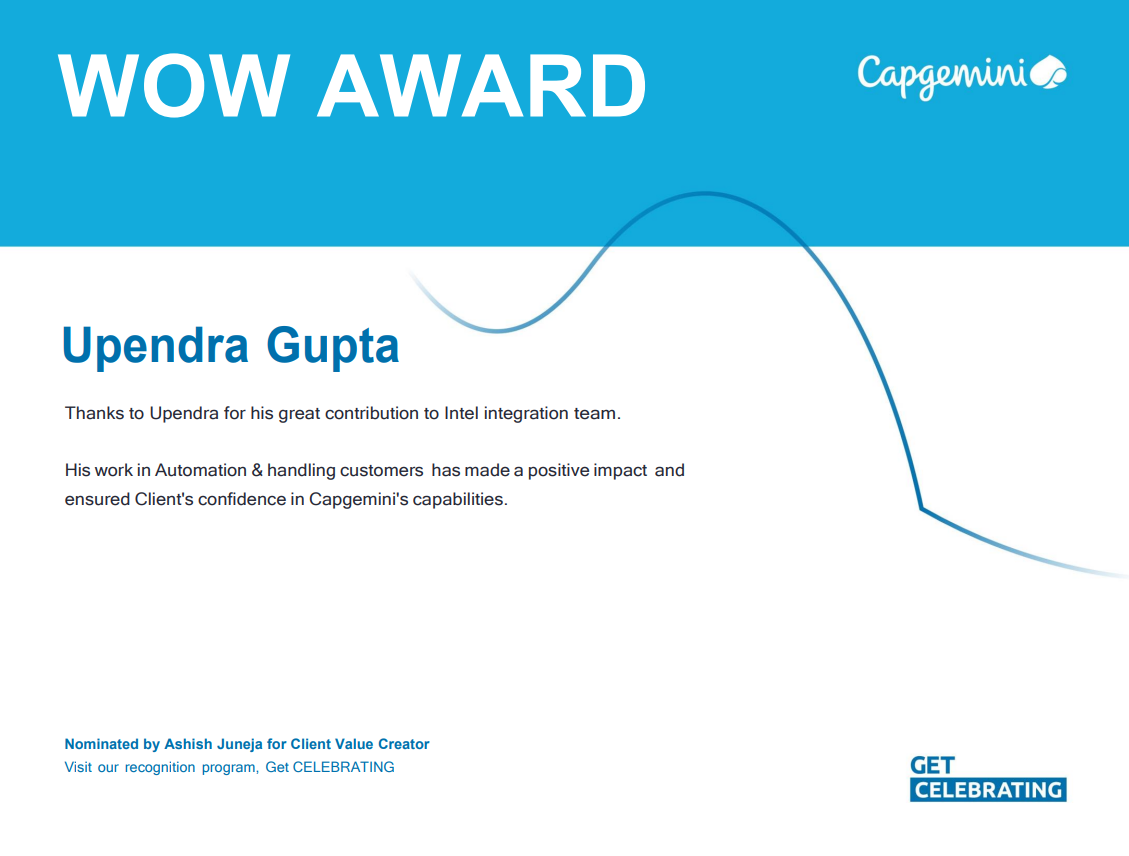 WOW AWARD
Capgemini
Upendra Gupta
Thanks to Upendra for his great contribution to Intel integration team.
His work in Automation & handling customers has made a positive impact and
ensured Client's confidence in Capgemini's capabilities.
Nominated by Ashish Juneja for Client Value Creator
Visit our recognition program, Get CELEBRATING
GET
CELEBRATING